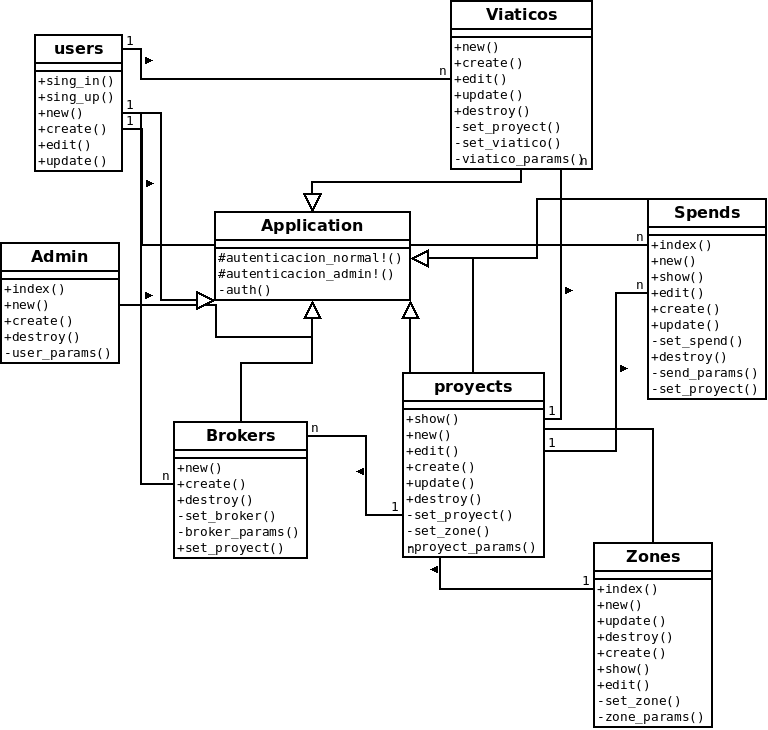 users
+sing_in()
+sing_up()
+new()
+create()
+edit()
+update()
1
1
1
Viaticos
+new()
+create()
+edit()
+update()
+destroy()
-set_proyect()
-set_viatico()
-viatico_params()
n
n
Application
#autenticacion_normal!()
#autenticacion_admin!()
-auth()
Spends
+index()
+new()
+show()
+edit()
+create()
+update()
-set_spend()
+destroy()
-send_params()
-set_proyect()
n
n
Admin
+index()
+new()
+create()
+destroy()
-user_params()
proyects
+show()
+new()
+edit()
+create()
+update()
+destroy()
-set_proyect()
-set_zone()
-proyect_params()
n
1
1
1
Brokers
+new()
+create()
+destroy()
-set_broker()
-broker_params()
+set_proyect()
n
n
Zones
+index()
+new()
+update()
+destroy()
+create()
+show()
+edit()
-set_zone()
-zone_params()
1